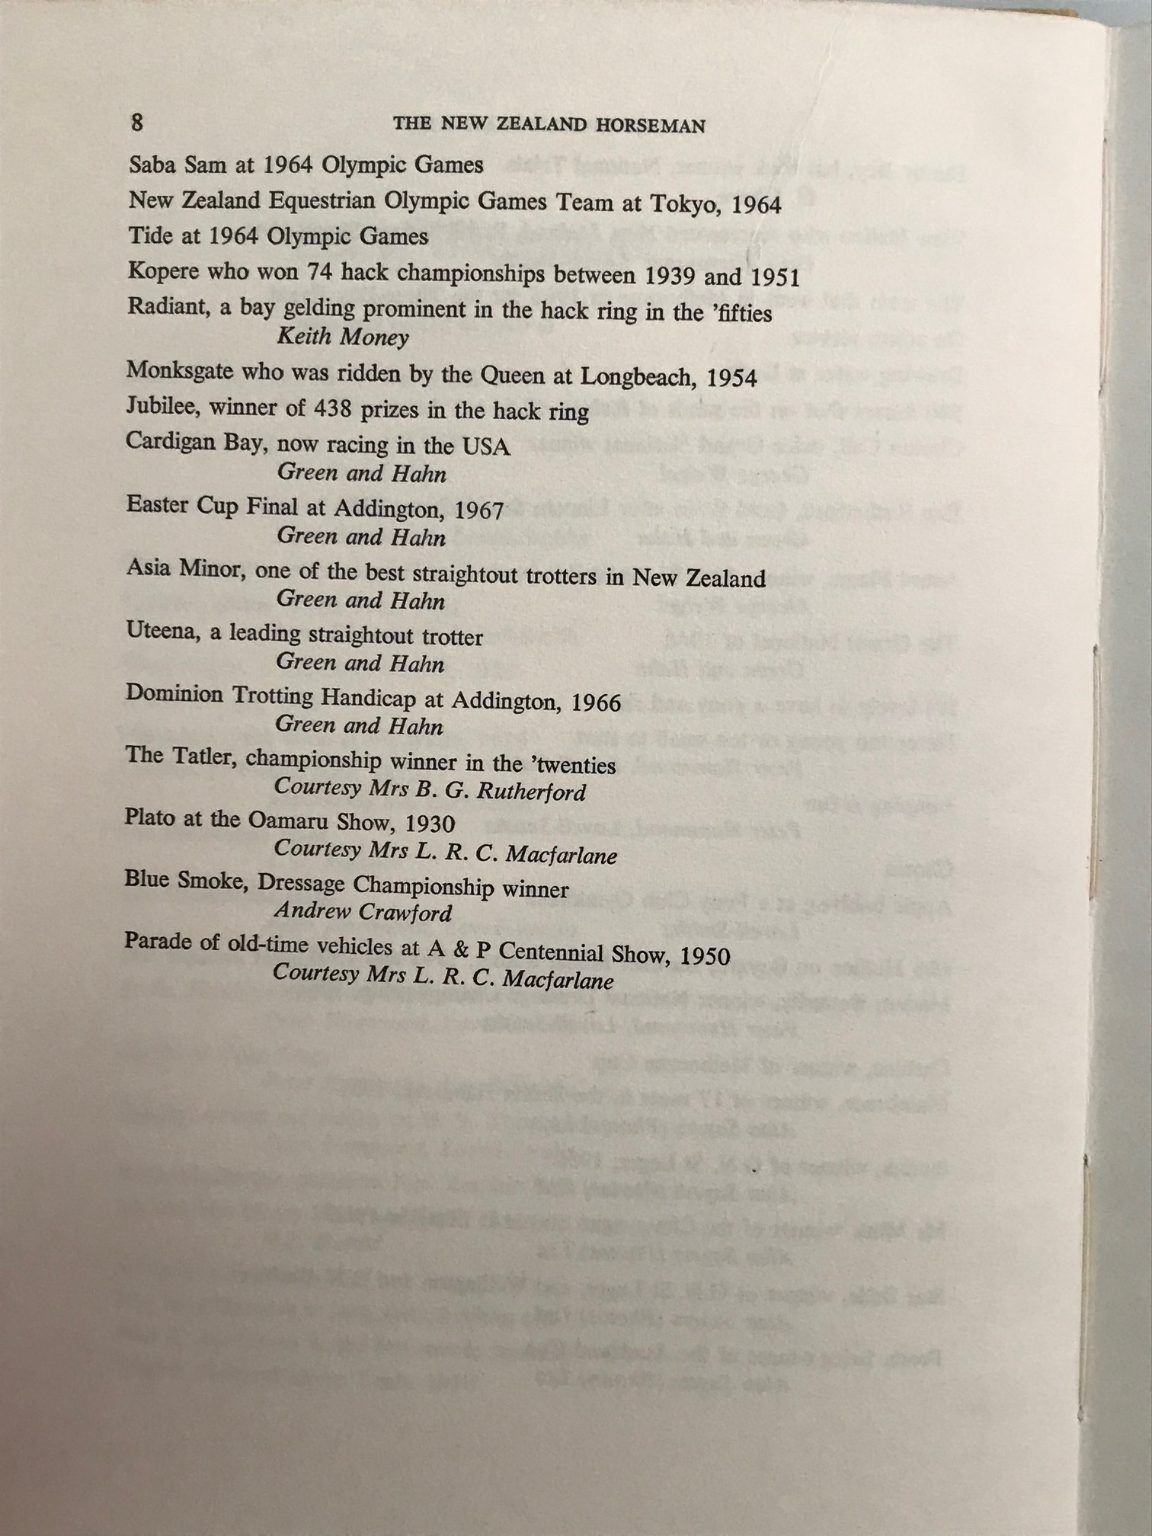 8 THE NEW ZEALAND HORSEMAN
Saba Sam at 1964 Olympic Games
New Zealand Equestrian Olympic Games Team at Tokyo, 1964
Tide at 1964 Olympic Games
Kopere who won 74 hack championships between 1939 and 1951
Radiant, a bay gelding prominent in the hack ring in the ’fifties
Keith Money
Monksgate who was ridden by the Queen at Longbeach, 1954
Jubilee, winner of 438 prizes in the hack ring
Cardigan Bay, now racing in the USA
Green and Hahn
Easter Cup Final at Addington, 1967
Green and Hahn
Asia Minor, one of the best straightout trotters in New Zealand
Green and Hahn
Uteena, a leading straightout trotter
Green and Hahn
Dominion Trotting Handicap at Addington, 1966
Green and Hahn
The Tatler, championship winner in the ’twenties
Courtesy Mrs B. G. Rutherford
Plato at the Oamaru Show, 1930
Courtesy Mrs L. R. C. Macfarlane
Blue Smoke, Dressage Championship winner
Andrew Crawford
Parade of old-time vehicles at A & P Centennial Show, 1950
Courtesy Mrs L. R. C. Macfarlane